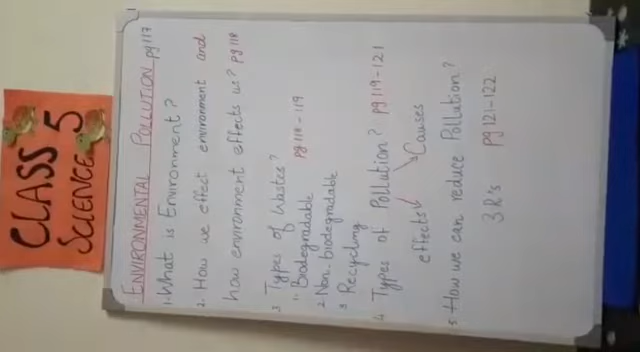 CLASS 5
SCIENCE
ENVIRONMENTAL POLLUTION pg 117
1. What is Environment?
2. How we effect environment and
how environment effects us? pg 118
3 Types of Wastes?
1. Biodegradable pg 118-119
2. Non. biodegradable
3 Recycling
4. Types of Pollution? pg 119-121
effects Causes
5. How we can reduce Pollution?
3 R's pg 121-122